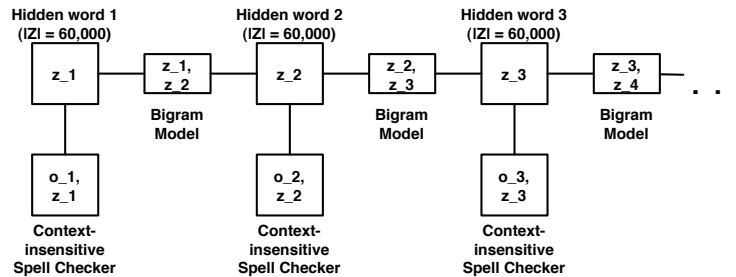 Hidden word 1
(|Z| = 60,000)
Hidden word 2
(|Z| = 60,000)
Hidden word 3
(|Z| = 60,000)
z_1
z_1,
z_2
z_2
z_2,
z_3
z_3
z_3,
z_4
. .
Bigram
Model
Bigram
Model
Bigram
Model
o_1,
z_1
o_2,
z_2
o_3,
z_3
Context-
insensitive
Spell Checker
Context-
insensitive
Spell Checker
Context-
insensitive
Spell Checker